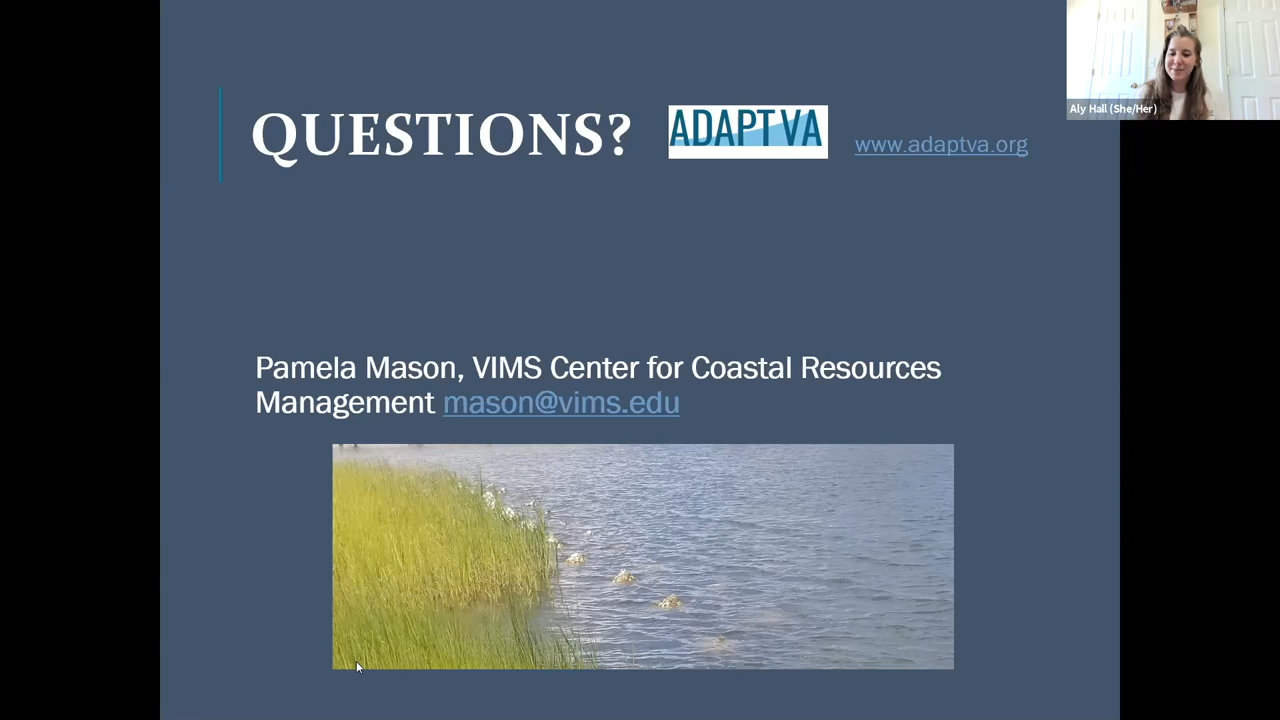 Aly Hall (She/Her)
QUESTIONS?
ADAPTVA
www.adaptva.org
Pamela Mason, VIMS Center for Coastal Resources
Management mason@vims.edu